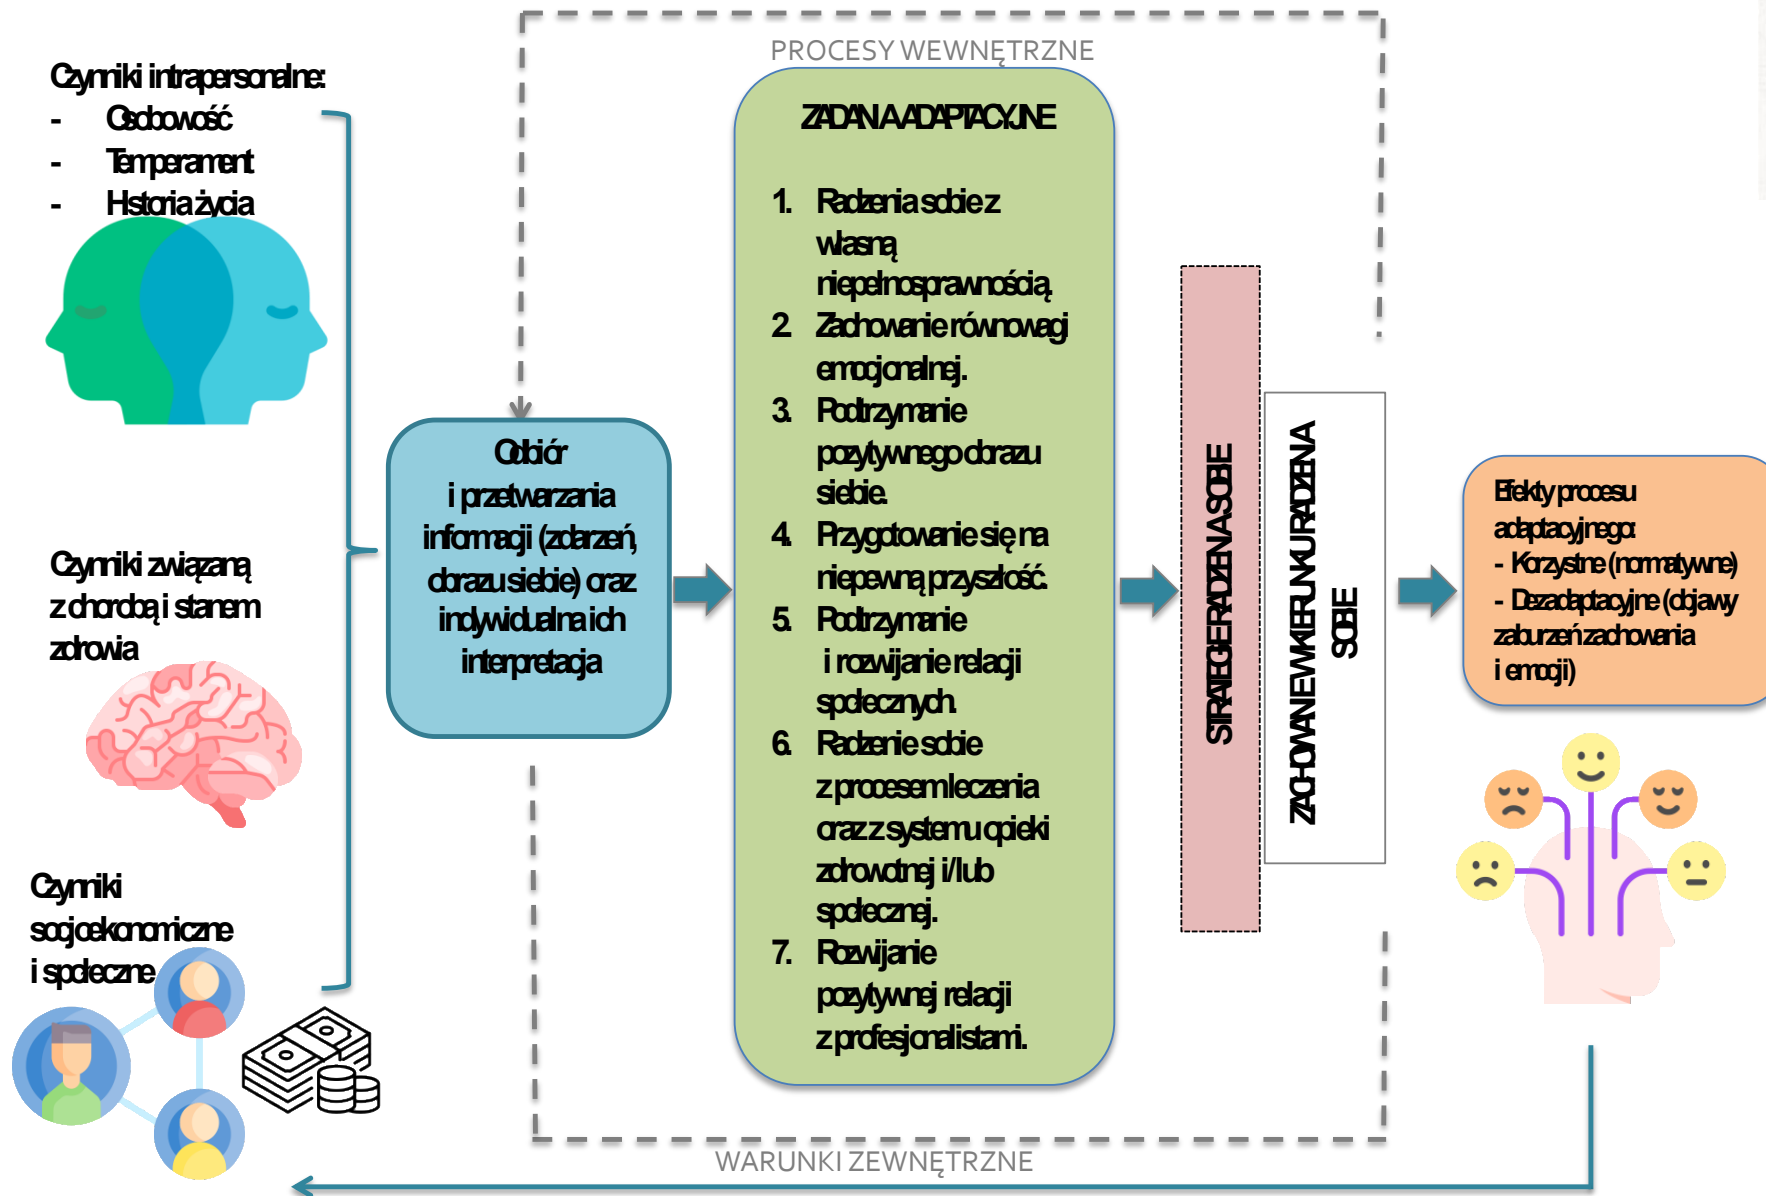 PROCESY WEWNĘTRZNE
Czynniki intrapersonalne:
- Osobowość
- Temperament
- Historia życia
Czynniki związaną
z chorobą i stanem
zdrowia
Czynniki
socjoekonomiczne
i społeczne
Odbiór
i przetwarzania
informacji (zdarzeń,
obrazu siebie) oraz
indywidualna ich
interpretacja
ZADANIA ADAPTACYJNE
1. Radzenia sobie z
własną
niepełnosprawnością.
2. Zachowanie równowagi
emocjonalnej.
3. Podtrzymanie
pozytywnego obrazu
siebie.
4. Przygotowanie się na
niepewną przyszłość.
5. Podtrzymanie
i rozwijanie relacji
społecznych.
6. Radzenie sobie
z procesem leczenia
oraz z systemu opieki
zdrowotnej i/lub
społecznej.
7. Rozwijanie
pozytywnej relacji
z profesjonalistami.
STRATEGIE RADZENIA SOBIE
ZACHOWANIE W KIERUNKU RADZENIA
SOBIE
Efekty procesu
adaptacyjnego:
- Korzystne (normatywne)
- Dezadaptacyjne (objawy
zaburzeń zachowania
i emocji)
WARUNKI ZEWNĘTRZNE